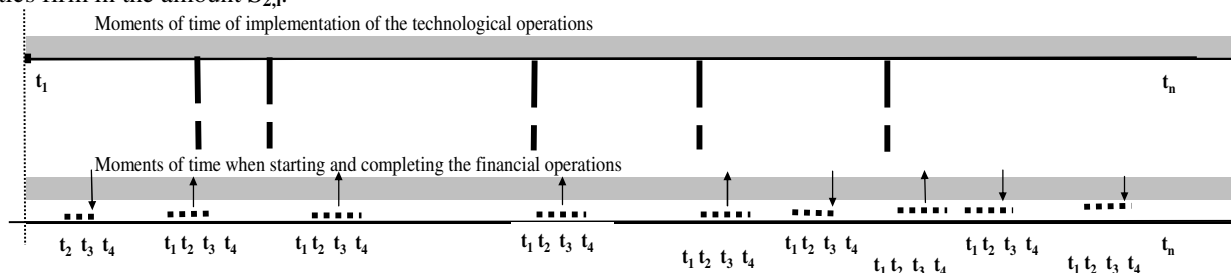 ties firm in the amount S2,i.
Moments of time of implementation of the technological operations
t1 tn
Moments of time when starting and completing the financial operations
t2 t3 t4 t1 t2 t3 t4 t1 t2 t3 t4 t1 t2 t3 t4 t1 t2 t3 t4 t1 t2 t3 t4 t1 t2 t3 t4 t1 t2 t3 t4 t1 t2 t3 t4 tn